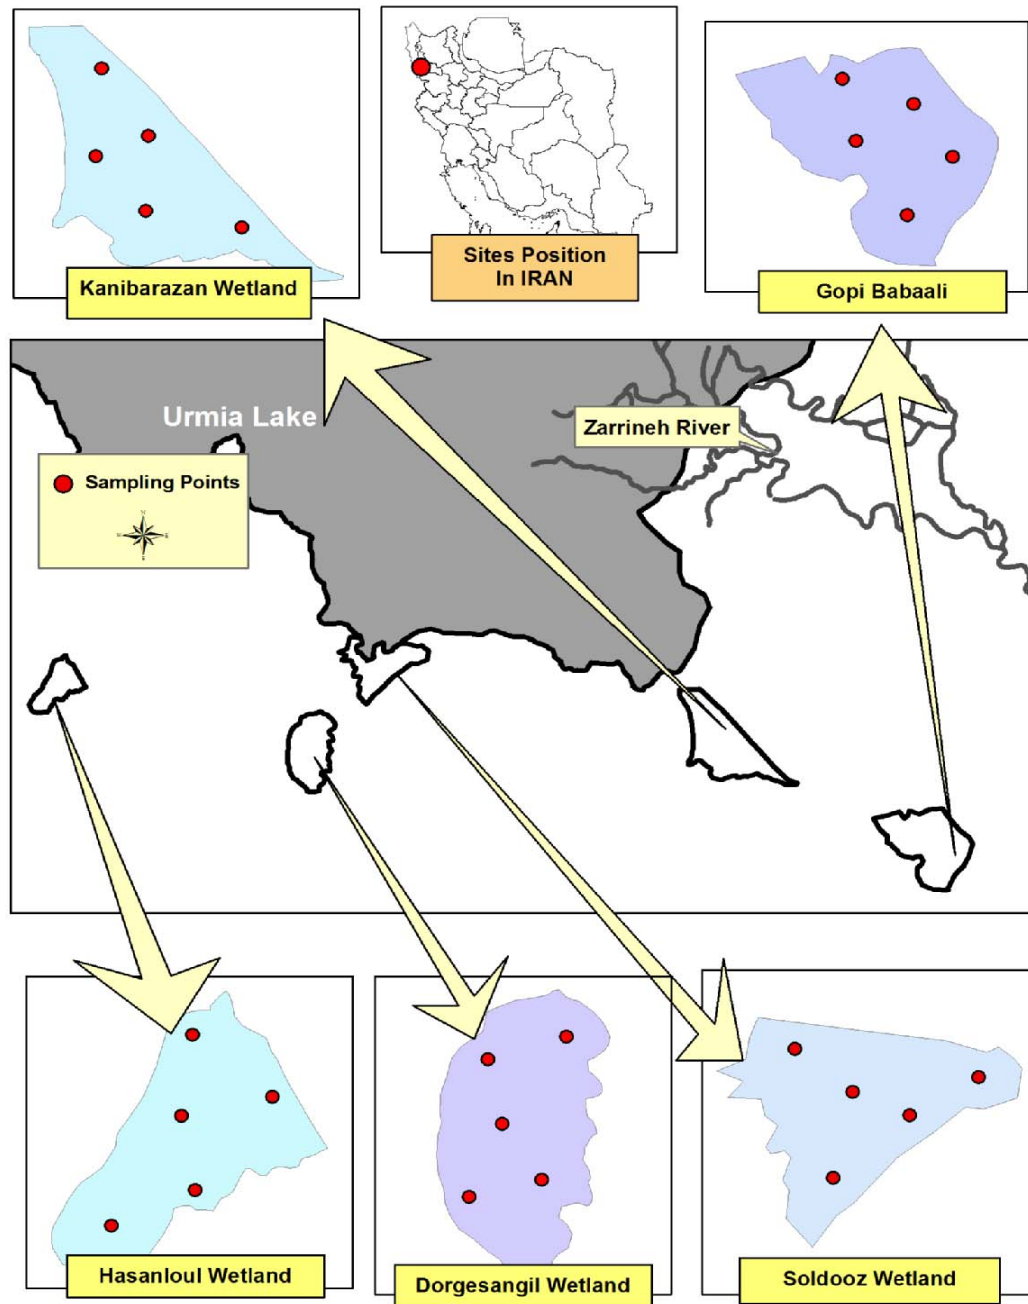 Kanibarazan Wetland
Sites Position
In IRAN
Gopi Babaali
Urmia Lake
Zarrineh River
Sampling Points
Hasanloul Wetland
Dorgesangil Wetland
Soldooz Wetland